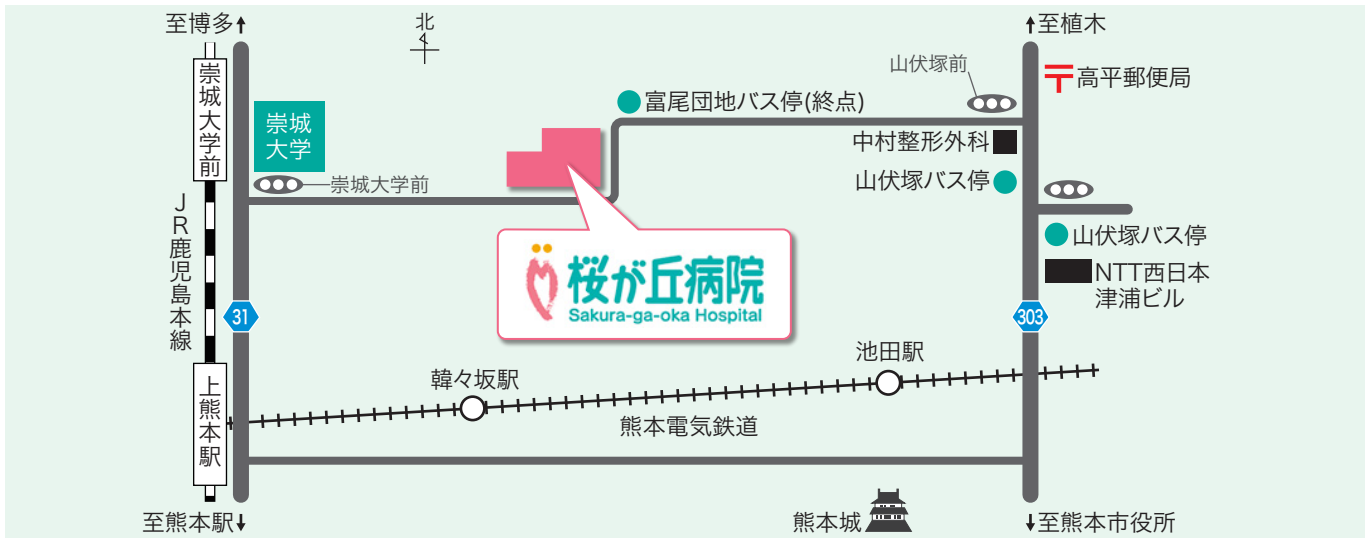 至博多
北
至植木
崇城大学前
崇城
大学
崇城大学前
富尾団地バス停(終点)
山伏塚前
高平郵便局
中村整形外科
山伏塚バス停
山伏塚バス停
NTT西日本
津浦ビル
JR鹿児島本線
桜が丘病院
Sakura-ga-oka Hospital
31
303
池田駅
韓々坂駅
熊本電気鉄道
上熊本駅
至熊本駅
熊本城
至熊本市役所